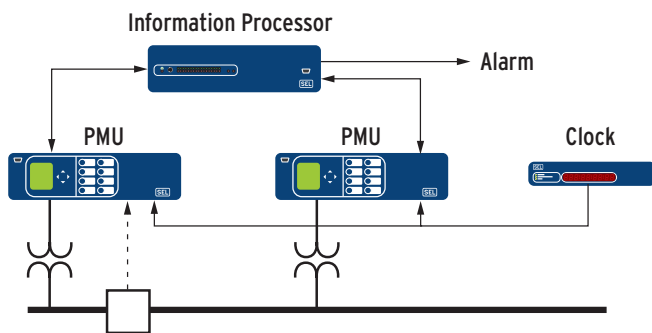 Information Processor
Alarm
SEL
PMU
PMU
Clock
SEL
SEL
SEL